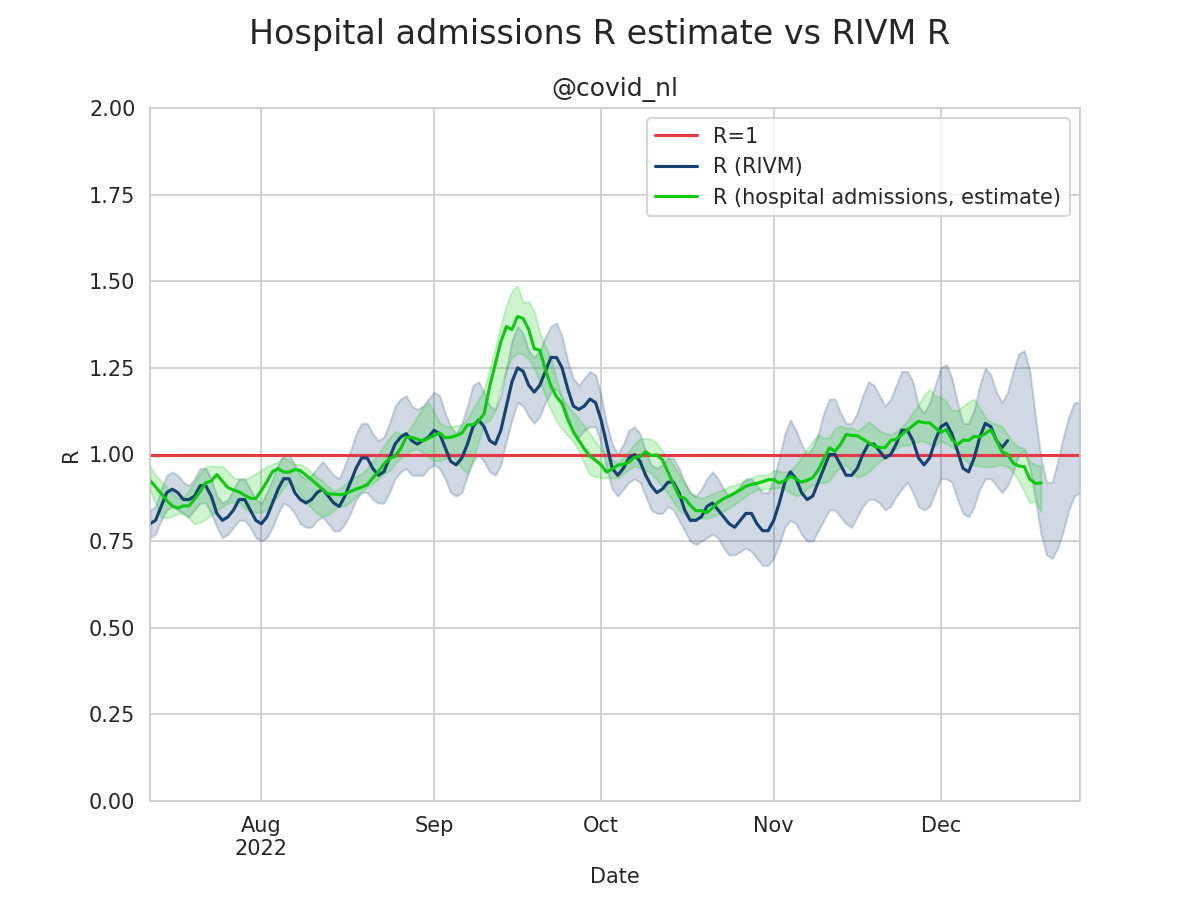 Hospital admissions R estimate vs RIVM R
@covid_nl
R=1
R (RIVM)
R (hospital admissions, estimate)
2.00
1.75
1.50
1.25
1.00
0.75
0.50
0.25
0.00
R
Aug
2022
Sep
Oct
Nov
Dec
Date